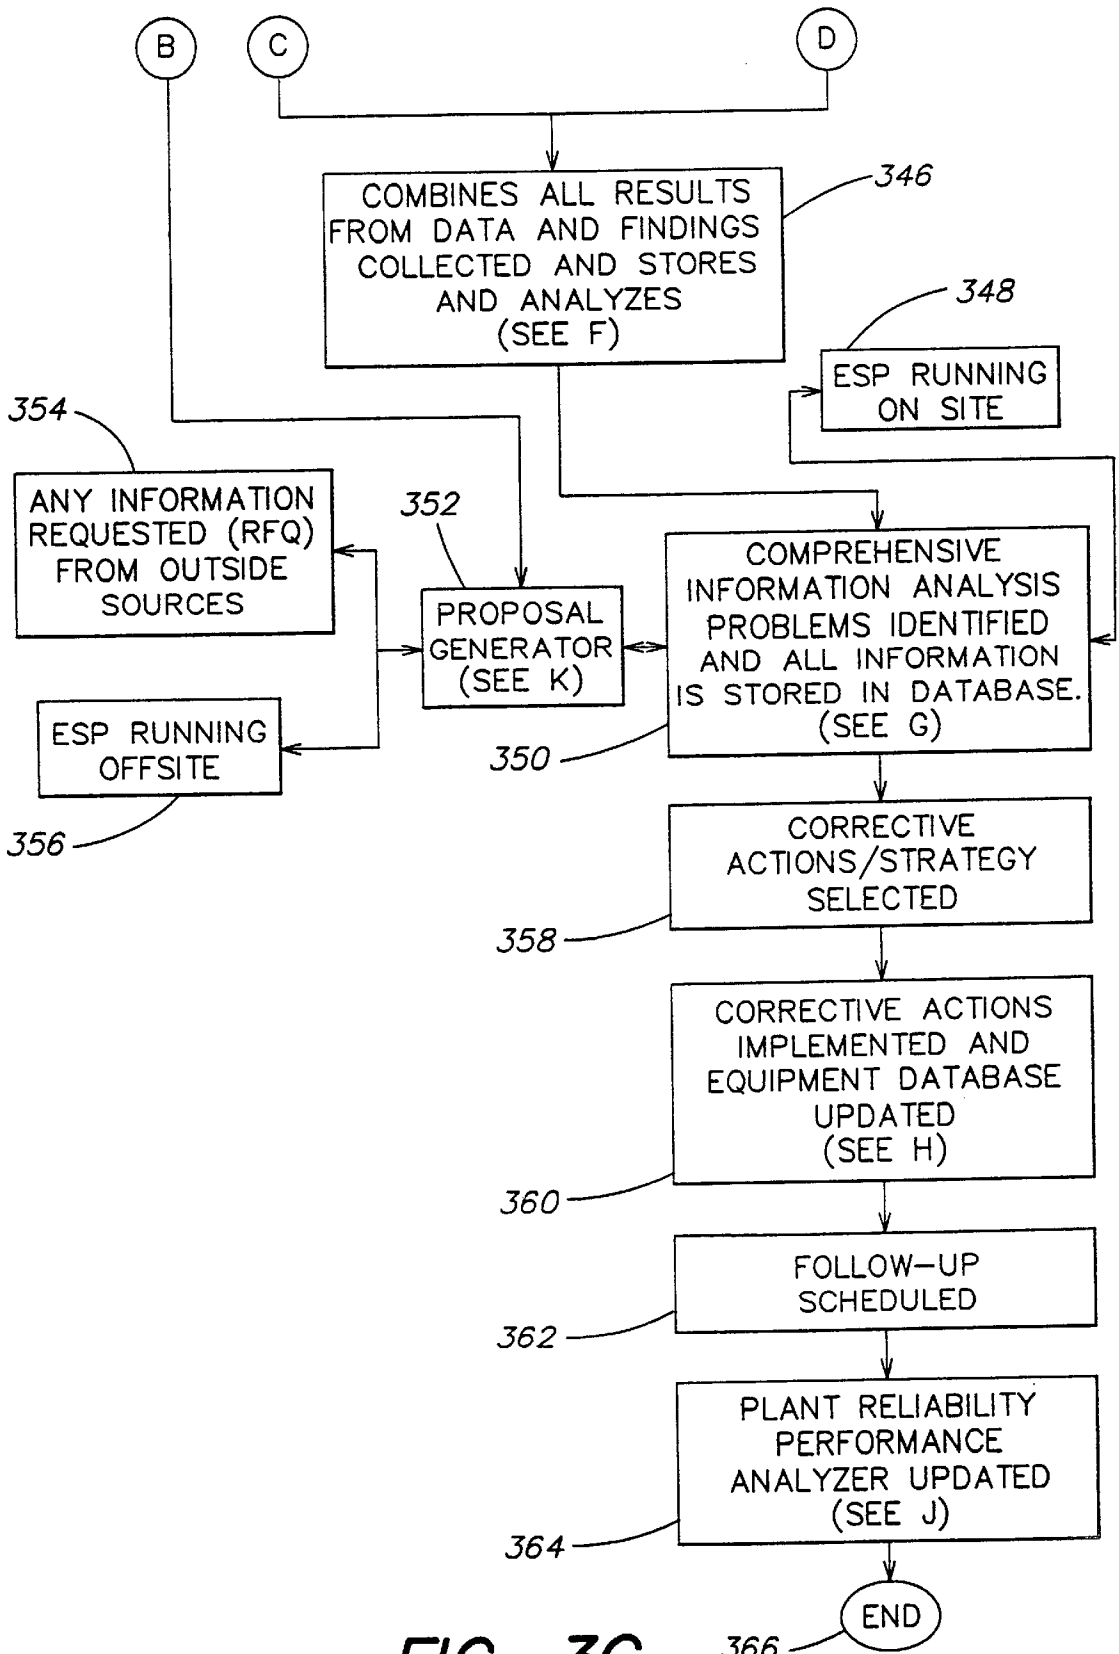 B
C
D
COMBINES ALL RESULTS
FROM DATA AND FINDINGS
COLLECTED AND STORES
AND ANALYZES
(SEE F)
346
348
ESP RUNNING
ON SITE
354
ANY INFORMATION
REQUESTED (RFQ)
FROM OUTSIDE
SOURCES
352
PROPOSAL
GENERATOR
(SEE K)
COMPREHENSIVE
INFORMATION ANALYSIS
PROBLEMS IDENTIFIED
AND ALL INFORMATION
IS STORED IN DATABASE.
(SEE G)
350
ESP RUNNING
OFFSITE
356
CORRECTIVE
ACTIONS/STRATEGY
SELECTED
358
CORRECTIVE ACTIONS
IMPLEMENTED AND
EQUIPMENT DATABASE
UPDATED
(SEE H)
360
FOLLOW-UP
SCHEDULED
362
PLANT RELIABILITY
PERFORMANCE
ANALYZER UPDATED
(SEE J)
364
END
366